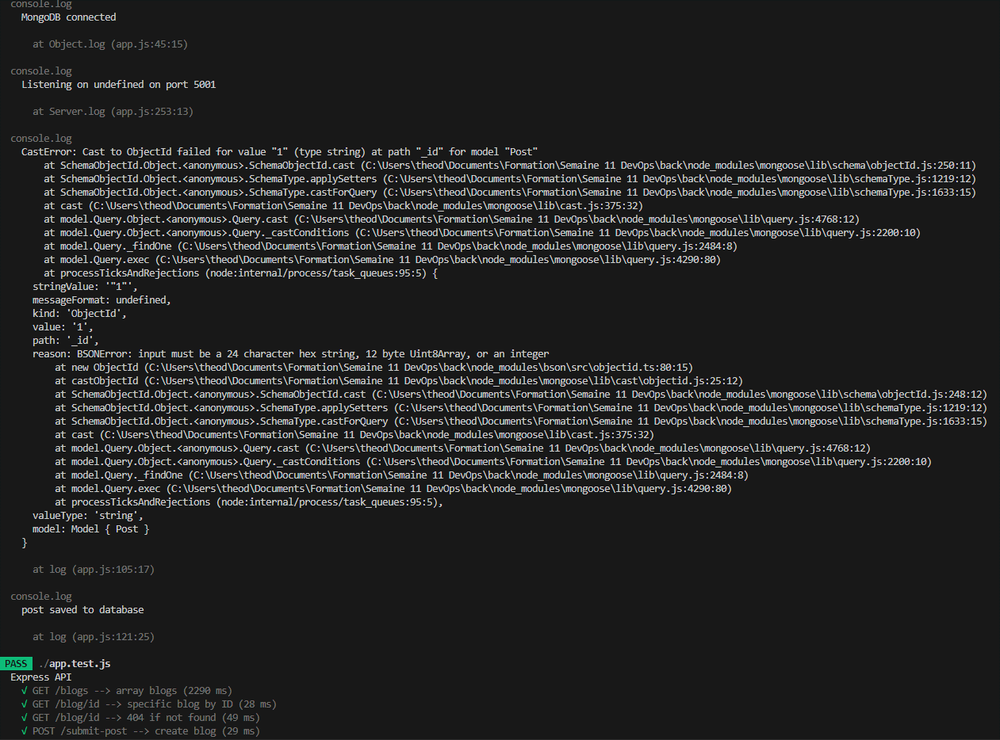 console.log
MongoDB connected
at Object.log (app.js:45:15)
console.log
Listening on undefined on port 5001
at Server.log (app.js:253:13)
console.log
CastError: Cast to ObjectId failed for value "1" (type string) at path "_id" for model "Post"
at SchemaObjectId.Object.<anonymous>.SchemaObjectId.cast (C:\Users\theod\Documents\Formation\Semaine 11 DevOps\back\node_modules\mongoose\lib\schema\objectId.js:250:11)
at SchemaObjectId.Object.<anonymous>.SchemaType.applySetters (C:\Users\theod\Documents\Formation\Semaine 11 DevOps\back\node_modules\mongoose\lib\schemaType.js:1219:12)
at SchemaObjectId.Object.<anonymous>.SchemaType.castForQuery (C:\Users\theod\Documents\Formation\Semaine 11 DevOps\back\node_modules\mongoose\lib\schemaType.js:1633:15)
at cast (C:\Users\theod\Documents\Formation\Semaine 11 DevOps\back\node_modules\mongoose\lib\cast.js:375:32)
at model.Query.Object.<anonymous>.Query.cast (C:\Users\theod\Documents\Formation\Semaine 11 DevOps\back\node_modules\mongoose\lib\query.js:4768:12)
at model.Query.Object.<anonymous>.Query._castConditions (C:\Users\theod\Documents\Formation\Semaine 11 DevOps\back\node_modules\mongoose\lib\query.js:2200:10)
at model.Query._findOne (C:\Users\theod\Documents\Formation\Semaine 11 DevOps\back\node_modules\mongoose\lib\query.js:2484:8)
at model.Query.exec (C:\Users\theod\Documents\Formation\Semaine 11 DevOps\back\node_modules\mongoose\lib\query.js:4290:80)
at processTicksAndRejections (node:internal/process/task_queues:95:5) {
stringValue: '"1"',
messageFormat: undefined,
kind: 'ObjectId',
value: '1',
path: '_id',
reason: BSONError: input must be a 24 character hex string, 12 byte Uint8Array, or an integer
at new ObjectId (C:\Users\theod\Documents\Formation\Semaine 11 DevOps\back\node_modules\bson\src\objectid.ts:80:15)
at castObjectId (C:\Users\theod\Documents\Formation\Semaine 11 DevOps\back\node_modules\mongoose\lib\cast\objectid.js:25:12)
at SchemaObjectId.Object.<anonymous>.SchemaObjectId.cast (C:\Users\theod\Documents\Formation\Semaine 11 DevOps\back\node_modules\mongoose\lib\schema\objectId.js:248:12)
at SchemaObjectId.Object.<anonymous>.SchemaType.applySetters (C:\Users\theod\Documents\Formation\Semaine 11 DevOps\back\node_modules\mongoose\lib\schemaType.js:1219:12)
at SchemaObjectId.Object.<anonymous>.SchemaType.castForQuery (C:\Users\theod\Documents\Formation\Semaine 11 DevOps\back\node_modules\mongoose\lib\schemaType.js:1633:15)
at cast (C:\Users\theod\Documents\Formation\Semaine 11 DevOps\back\node_modules\mongoose\lib\cast.js:375:32)
at model.Query.Object.<anonymous>.Query.cast (C:\Users\theod\Documents\Formation\Semaine 11 DevOps\back\node_modules\mongoose\lib\query.js:4768:12)
at model.Query.Object.<anonymous>.Query._castConditions (C:\Users\theod\Documents\Formation\Semaine 11 DevOps\back\node_modules\mongoose\lib\query.js:2200:10)
at model.Query._findOne (C:\Users\theod\Documents\Formation\Semaine 11 DevOps\back\node_modules\mongoose\lib\query.js:2484:8)
at model.Query.exec (C:\Users\theod\Documents\Formation\Semaine 11 DevOps\back\node_modules\mongoose\lib\query.js:4290:80)
at processTicksAndRejections (node:internal/process/task_queues:95:5),
valueType: 'string',
model: Model { Post }
}
at log (app.js:105:17)
console.log
post saved to database
at log (app.js:121:25)
PASS ./app.test.js
Express API
√ GET /blogs --> array blogs (2290 ms)
√ GET /blog/id --> specific blog by ID (28 ms)
√ GET /blog/id --> 404 if not found (49 ms)
√ POST /submit-post --> create blog (29 ms)